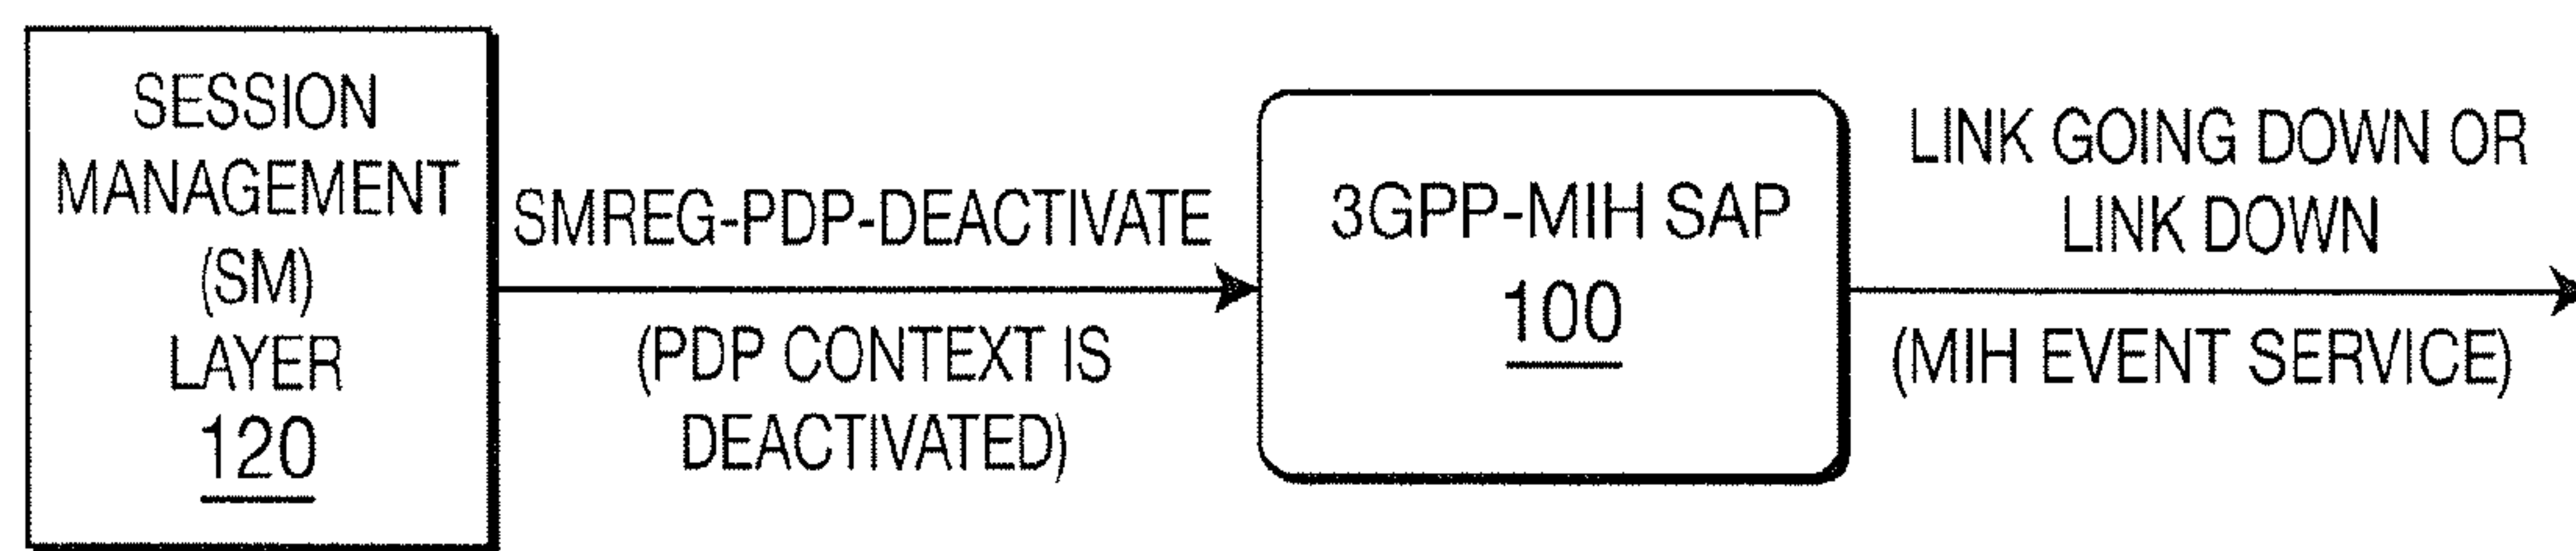 SESSION
MANAGEMENT
(SM)
LAYER
120
SMREG-PDP-DEACTIVATE
(PDP CONTEXT IS
DEACTIVATED)
3GPP-MIH SAP
100
LINK GOING DOWN OR
LINK DOWN
(MIH EVENT SERVICE)